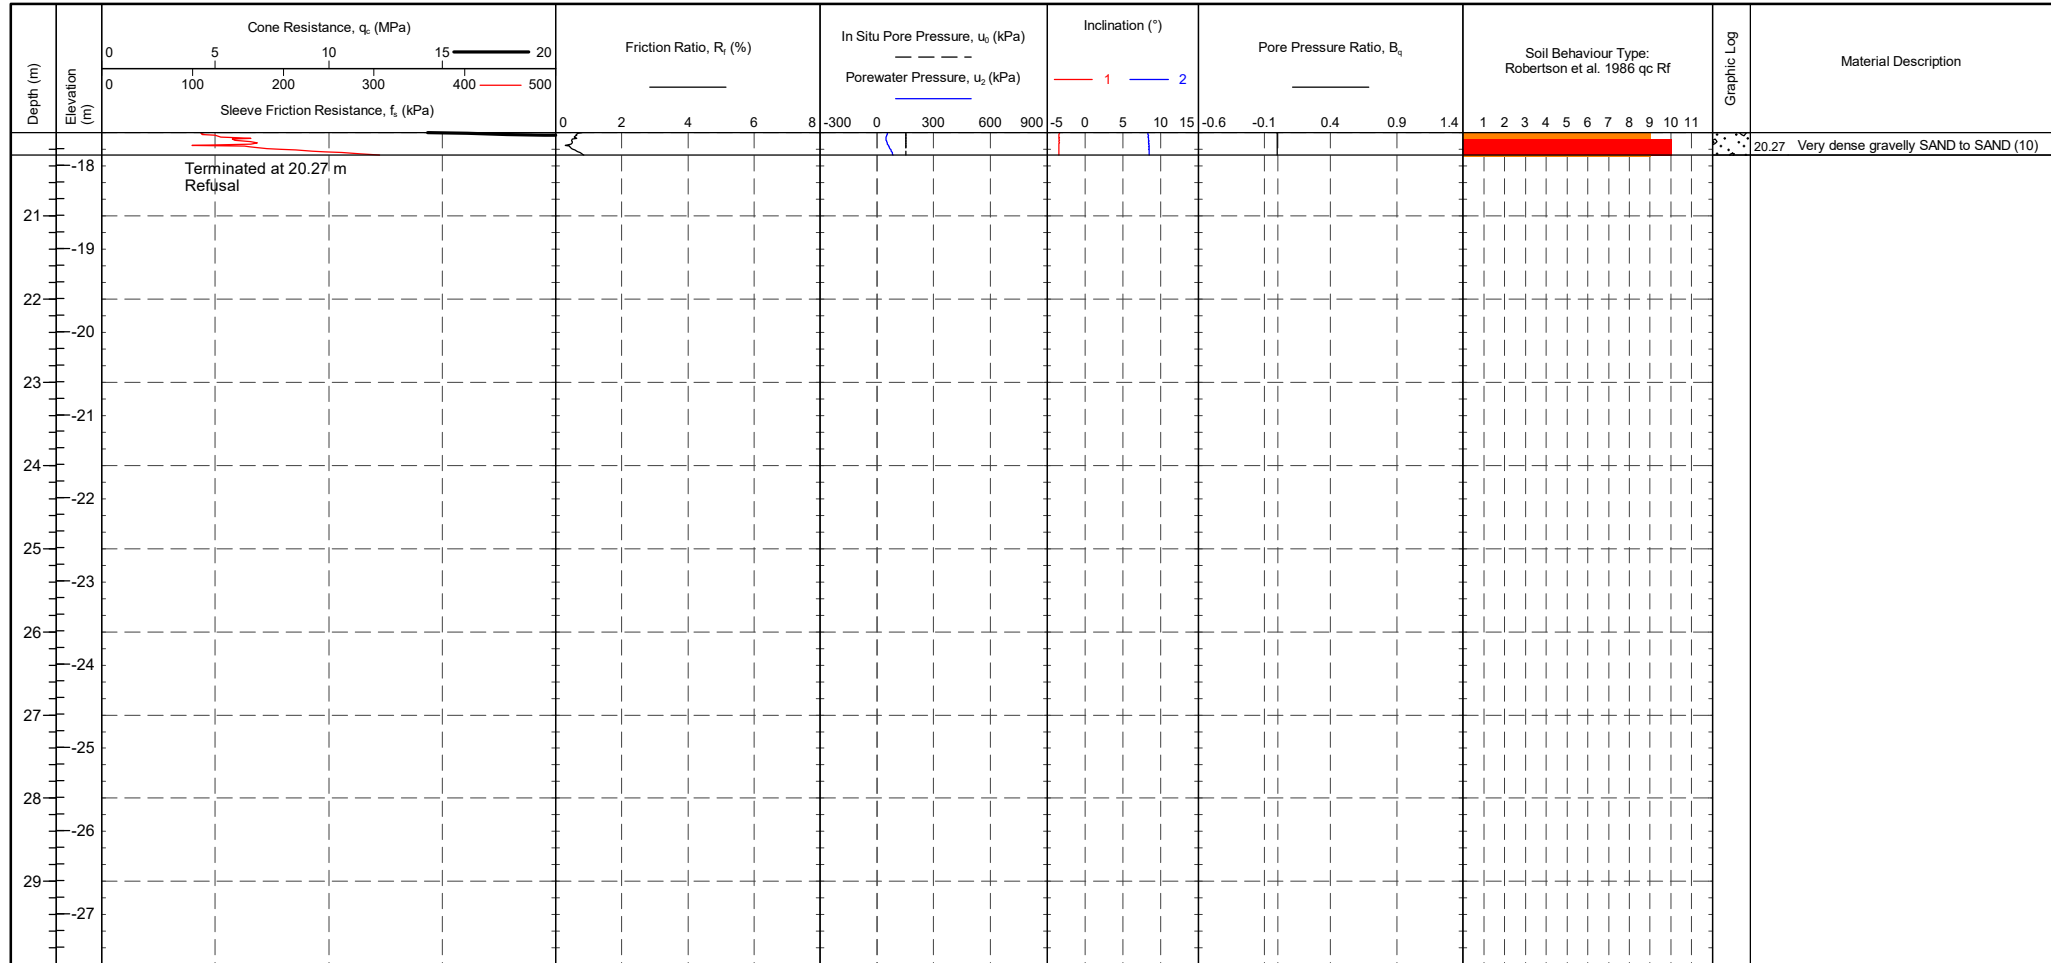 Depth (m)
Elevation (m)
Cone Resistance, qc (MPa)
0 5 10 15 20
0 100 200 300 400 500
Sleeve Friction Resistance, fs (kPa)
Friction Ratio, Rf (%)
0 2 4 6 8
In Situ Pore Pressure, u0 (kPa)
Porewater Pressure, u2 (kPa)
-300 0 300 600 900
Inclination (°)
1 2
-5 0 5 10 15
Pore Pressure Ratio, Bq
-0.6 -0.1 0.4 0.9 1.4
Soil Behaviour Type:
Robertson et al. 1986 qc Rf
1 2 3 4 5 6 7 8 9 10 11
Graphic Log
Material Description
20.27 Very dense gravelly SAND to SAND (10)
Terminated at 20.27 m
Refusal
-18
21
-19
22
-20
23
-21
24
-22
25
-23
26
-24
27
-25
28
-26
29
-27